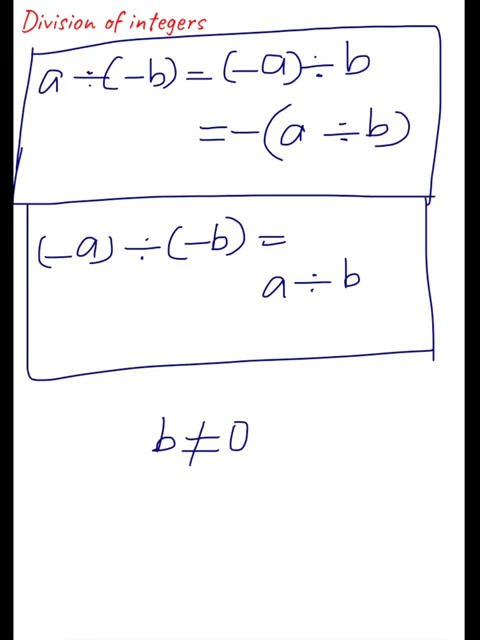 Division of integers
a ÷ (-b) = (-a) ÷ b
= -(a ÷ b)
(-a) ÷ (-b) =
a ÷ b
b ≠ 0